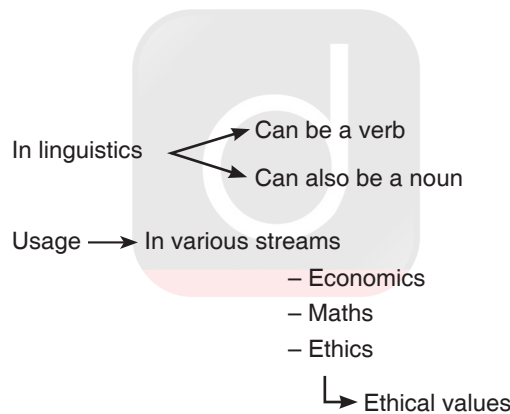 Can be a verb
In linguistics
Can also be a noun
Usage In various streams
– Economics
– Maths
– Ethics
Ethical values